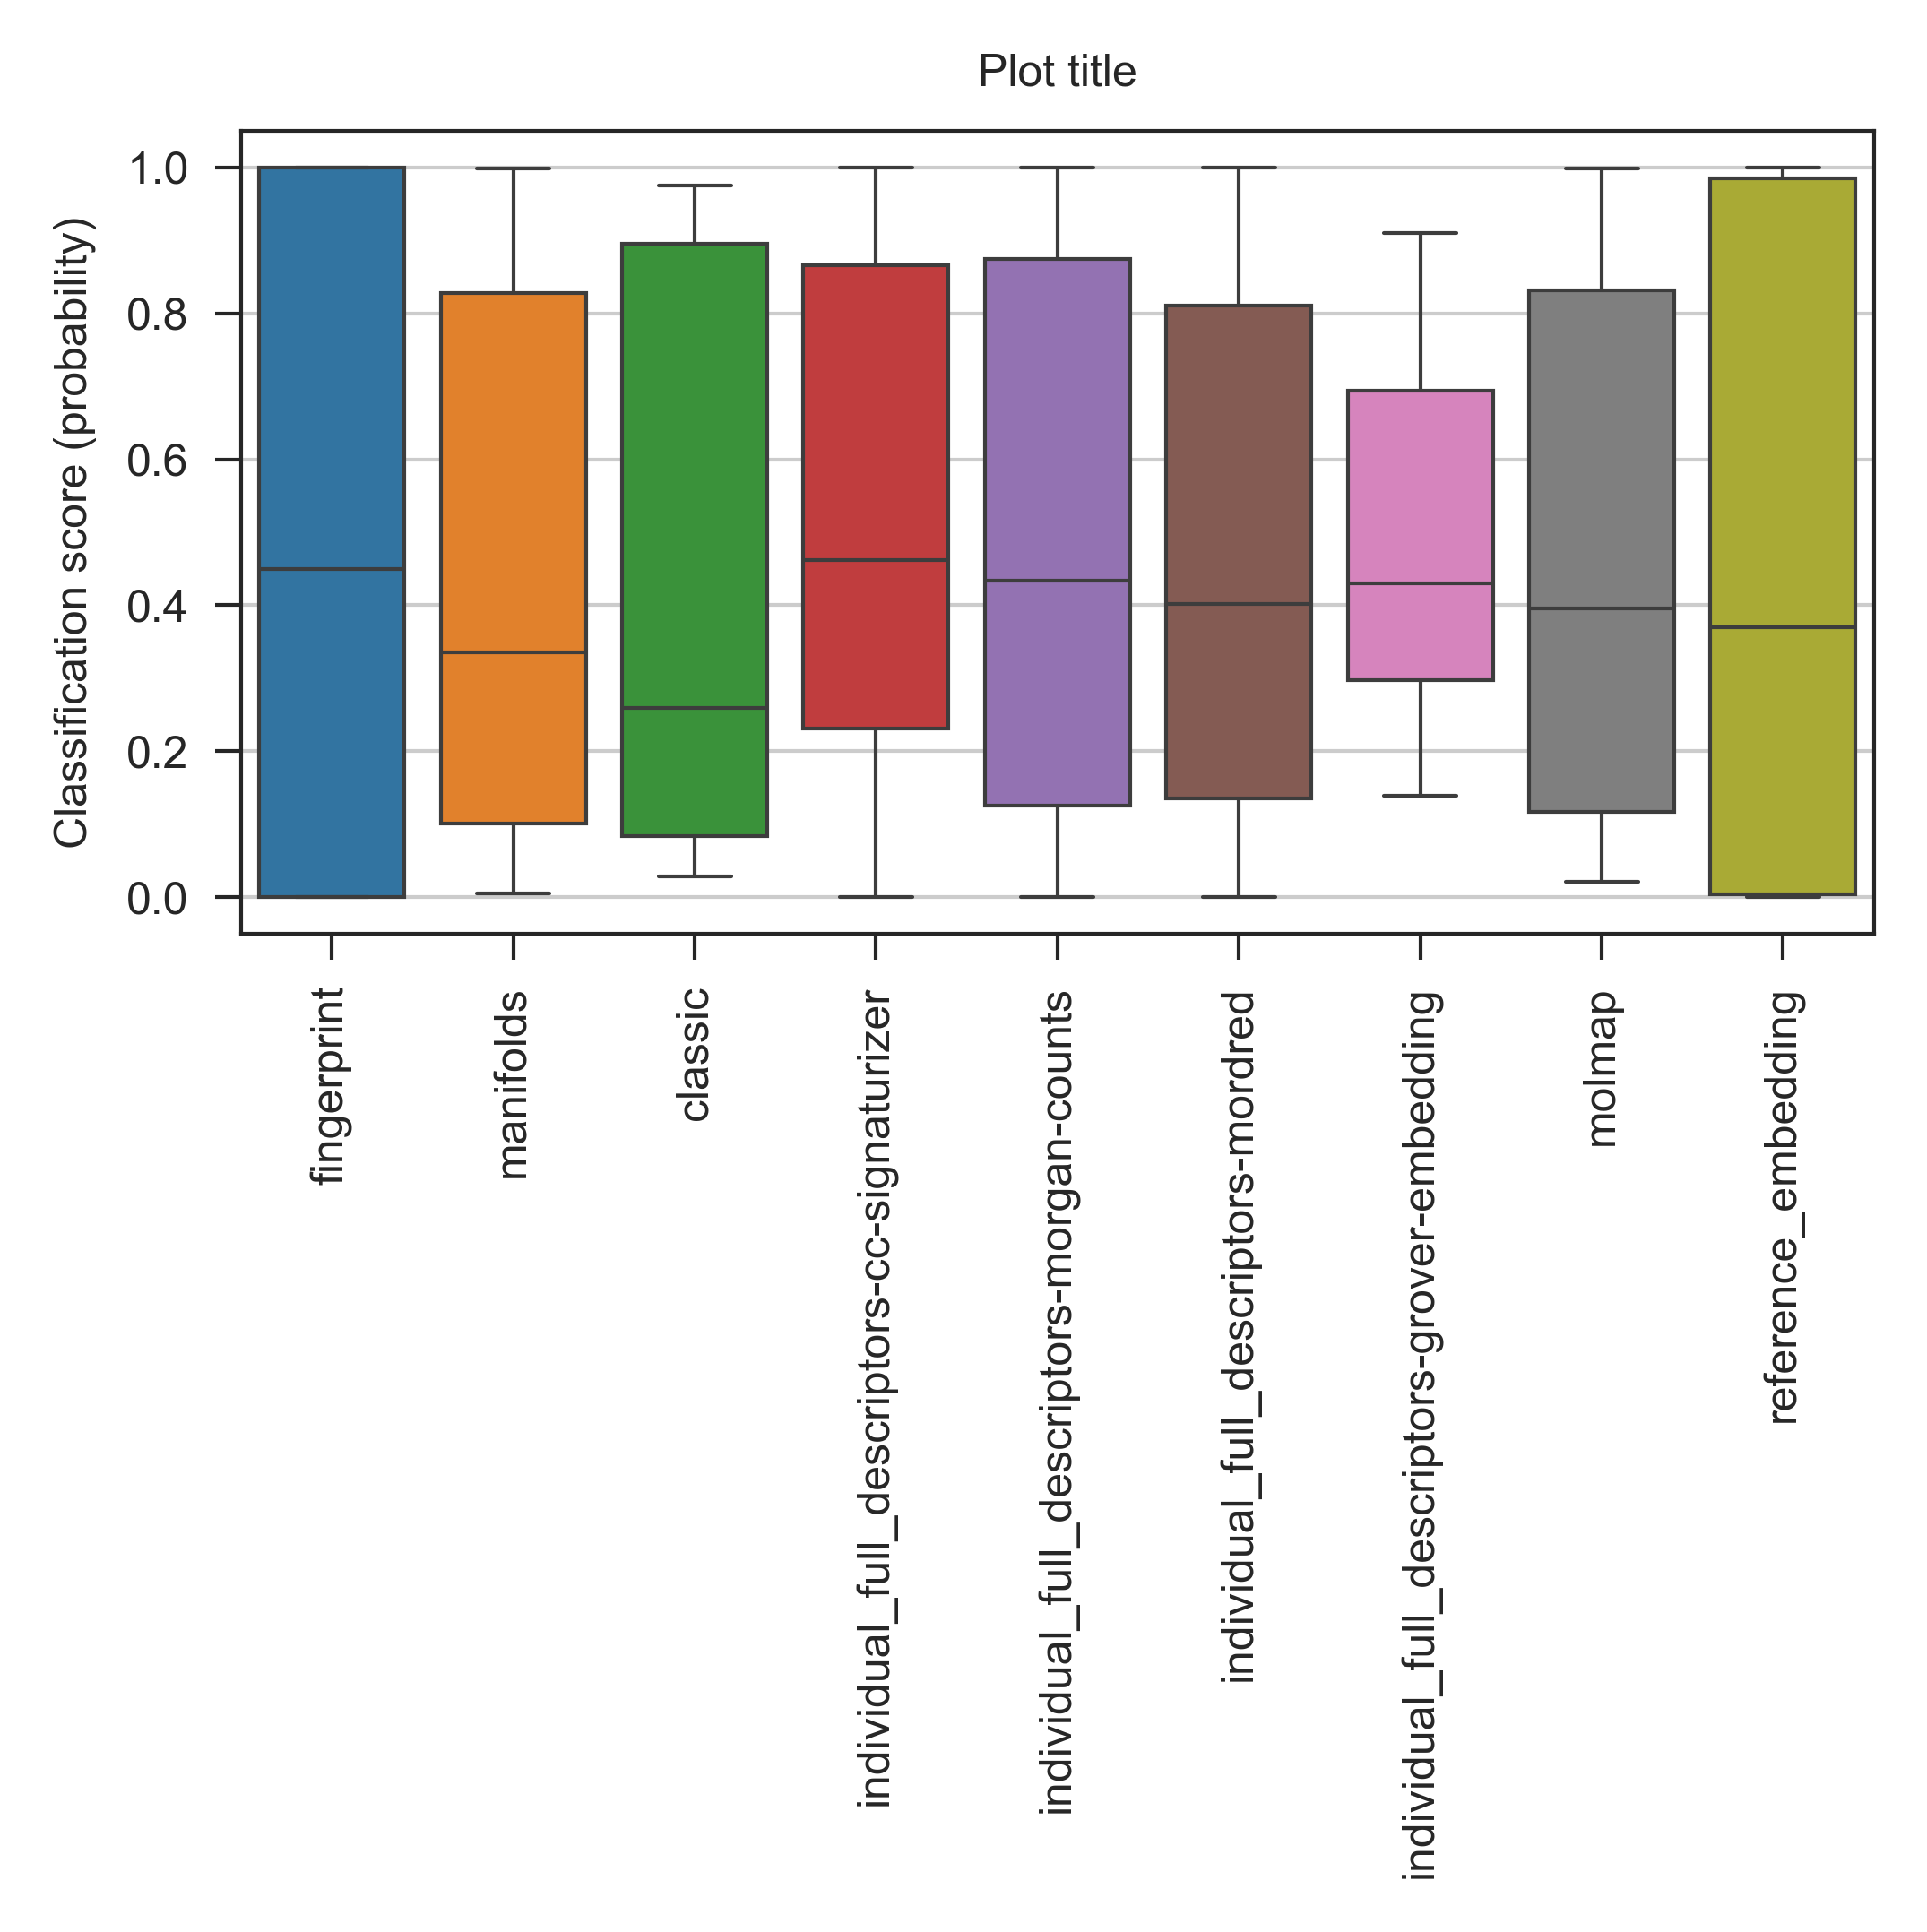 Plot title
Classification score (probability)
1.0
0.8
0.6
0.4
0.2
0.0
fingerprint
manifolds
classic
individual_full_descriptors-cc-signaturizer
individual_full_descriptors-morgan-counts
individual_full_descriptors-mordred
individual_full_descriptors-grover-embedding
molmap
reference_embedding